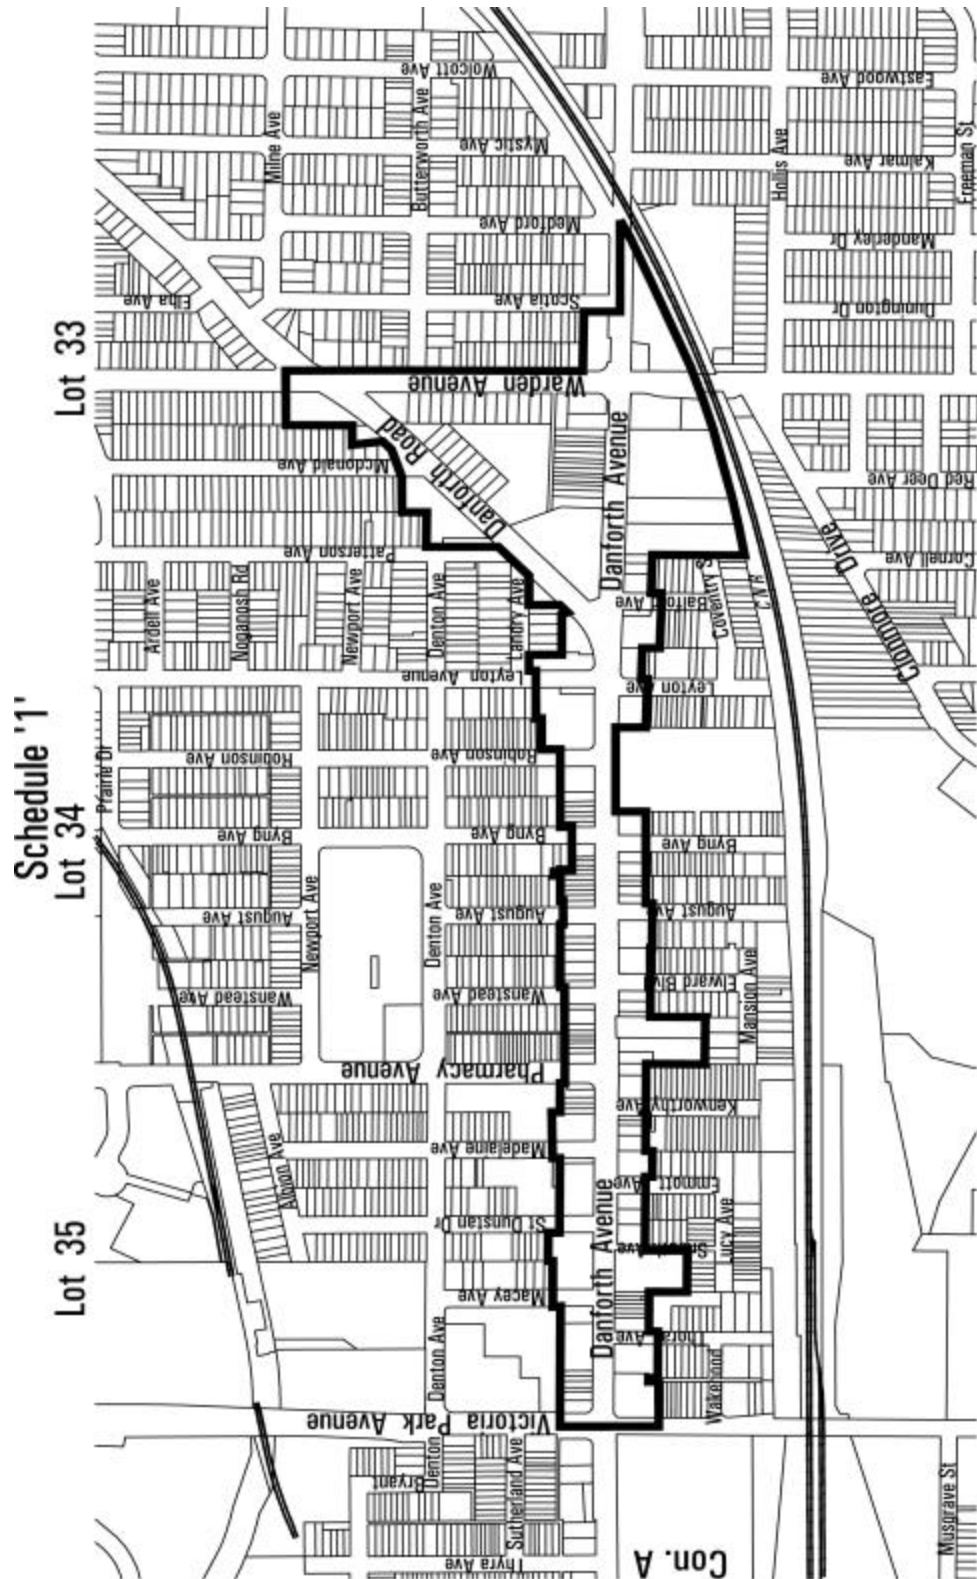 Schedule '1'
Lot 33
Lot 34
Lot 35
Wolcott Ave
Eastwood Ave
Butterworth Ave
Milne Ave
Mystic Ave
Hollis Ave
Kalmar Ave
Freeman St
Medford Ave
Manderley Dr
Scotia Ave
Elna Ave
Dunington Dr
Warden Avenue
Danforth Road
Danforth Avenue
Mcdonald Ave
Red Deer Ave
Patterson Ave
Clonmore Drive
Cornell Ave
Ardell Ave
Newport Ave
Denton Ave
Landry Ave
Balford Ave
Coventry S
C N R
Leyton Avenue
Leyton Ave
Robinson Ave
Robinson Ave
Prairie Dr
Byng Ave
Byng Ave
Byng Ave
Newport Ave
Denton Ave
August Ave
August Ave
August Ave
Wanstead Ave
Wanstead Ave
Elward Blvd
Mansion Ave
Pharmacy Avenue
Kenworthy Ave
Albion Ave
Madelaine Ave
Emmott Ave
St Dunstan Dr
Danforth Avenue
Lucy Ave
Macey Ave
Denton Ave
Thora Ave
Wakehood
Victoria Park Avenue
Denton
Bryant
Sutherland Ave
Thyra Ave
Con. A
Musgrave St